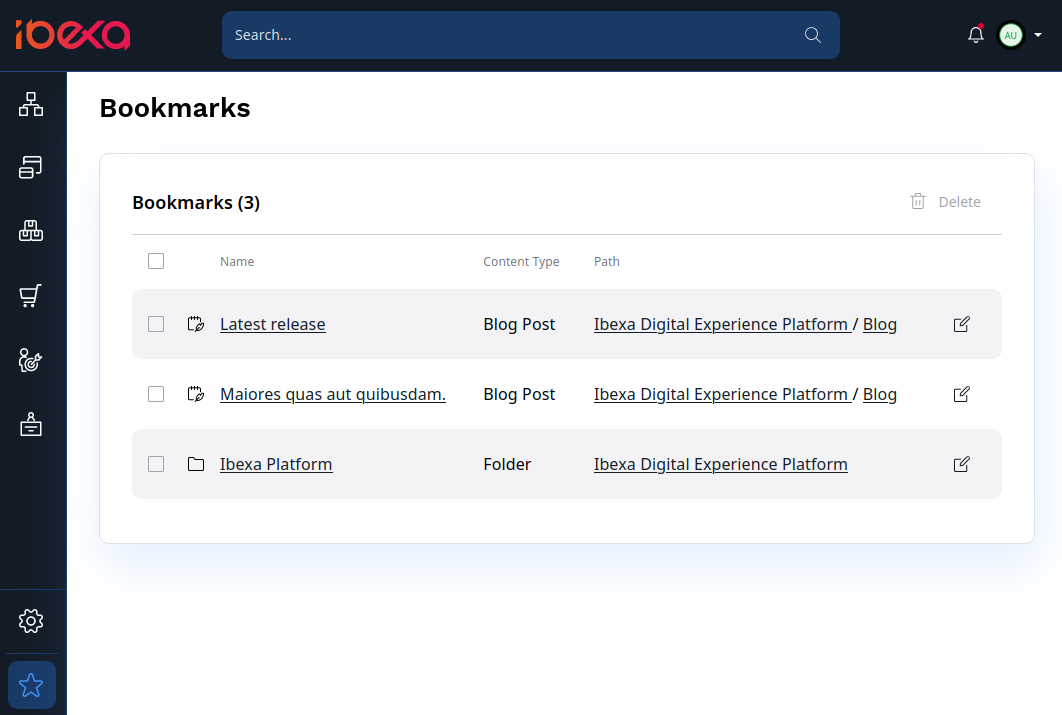 ibexa
Search...
AU
Bookmarks
Bookmarks (3)
Delete
Name Content Type Path
Latest release Blog Post Ibexa Digital Experience Platform / Blog
Maiores quas aut quibusdam. Blog Post Ibexa Digital Experience Platform / Blog
Ibexa Platform Folder Ibexa Digital Experience Platform